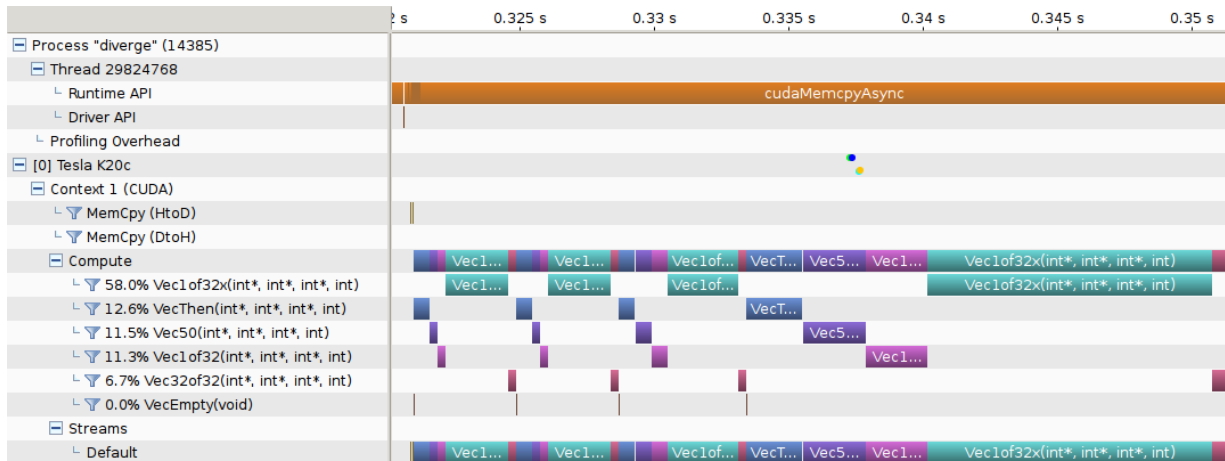 2 s 0.325 s 0.33 s 0.335 s 0.34 s 0.345 s 0.35 s
Process "diverge" (14385)
Thread 29824768
Runtime API cudaMemcpyAsync
Driver API
Profiling Overhead
[0] Tesla K20c
Context 1 (CUDA)
MemCpy (HtoD)
MemCpy (DtoH)
Compute Vec1... Vec1... Vec1of... VecT... Vec5... Vec1... Vec1of32x(int*, int*, int*, int)
58.0% Vec1of32x(int*, int*, int*, int) Vec1... Vec1... Vec1of... Vec1of32x(int*, int*, int*, int)
12.6% VecThen(int*, int*, int*, int) VecT...
11.5% Vec50(int*, int*, int*, int) Vec5...
11.3% Vec1of32(int*, int*, int*, int) Vec1...
6.7% Vec32of32(int*, int*, int*, int)
0.0% VecEmpty(void)
Streams
Default Vec1... Vec1... Vec1of... VecT... Vec5... Vec1... Vec1of32x(int*, int*, int*, int)